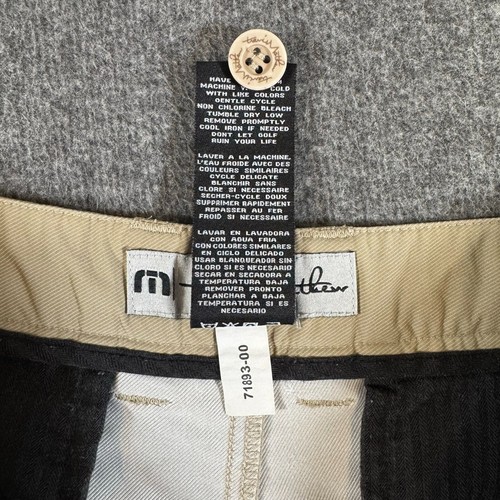 travisMathew
travisMathew
HAVE
MACHINE W COLD
WITH LIKE COLORS
GENTLE CYCLE
NON CHLORINE BLEACH
TUMBLE DRY LOW
REMOVE PROMPTLY
COOL IRON IF NEEDED
DONT LET GOLF
RUIN YOUR LIFE
LAVER A LA MACHINE,
L'EAU FROIDE AVEC DES
COULEURS SIMILAIRES
CYCLE DELICATE
BLANCHIR SANS
CLORE SI NECESSAIRE
SECHER-CYCLE DOUX
SUPPRIMER RAPIDEMENT
REPASSER AU FER
FROID SI NECESSAIRE
LAVAR EN LAVADORA
CON AGUA FRIA
CON COLORES SIMILARES
EN CICLO DELICADO
USAR BLANQUEADOR SIN
CLORO SI ES NECESARIO
SECAR EN SECADORA A
TEMPERATURA BAJA
REMOVER PRONTO
PLANCHAR A BAJA
TEMPERATURA SI ES
NECESARIO
m thew
71893-00